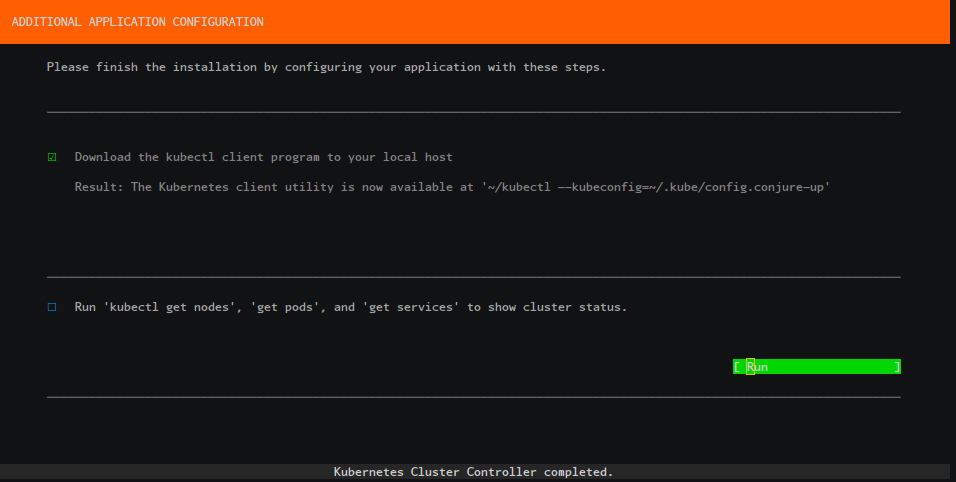 ADDITIONAL APPLICATION CONFIGURATION
Please finish the installation by configuring your application with these steps.
☑ Download the kubectl client program to your local host
Result: The Kubernetes client utility is now available at '~/kubectl --kubeconfig=~/.kube/config.conjure-up'
☐ Run 'kubectl get nodes', 'get pods', and 'get services' to show cluster status.
[ Run ]
Kubernetes Cluster Controller completed.